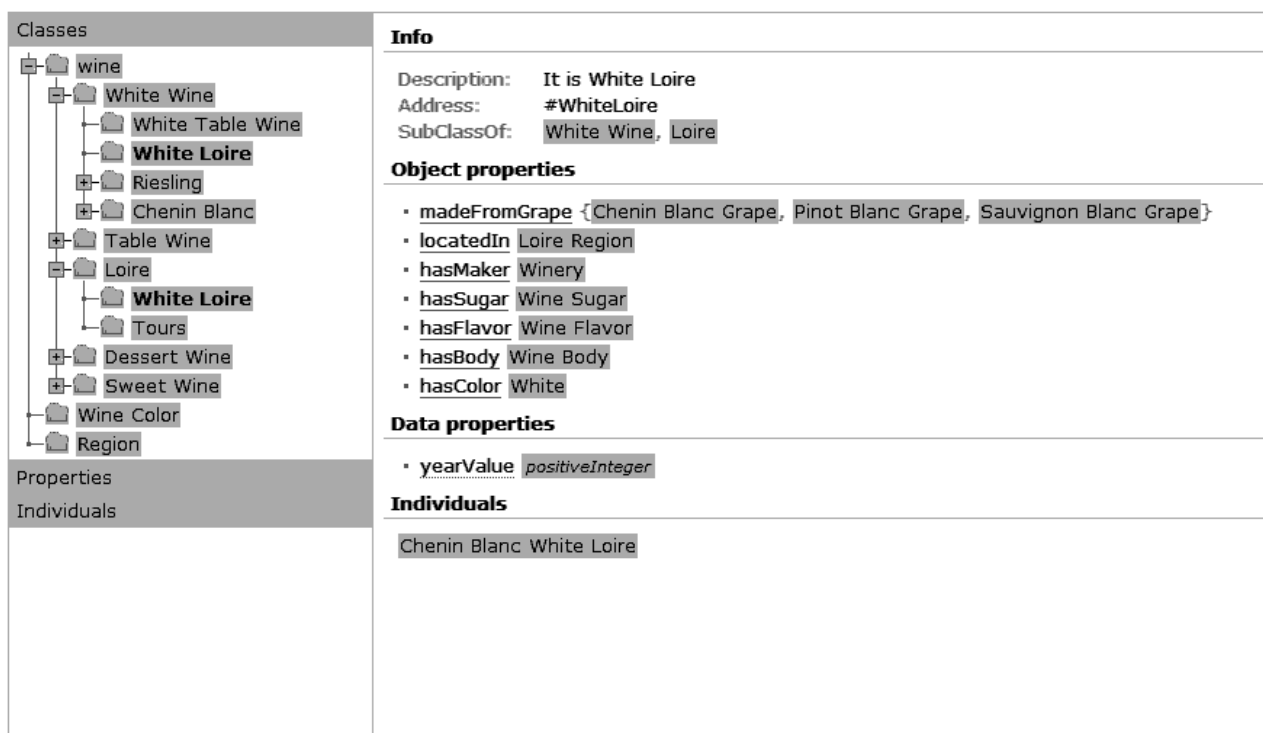 Classes
wine
White Wine
White Table Wine
White Loire
Riesling
Chenin Blanc
Table Wine
Loire
White Loire
Tours
Dessert Wine
Sweet Wine
Wine Color
Region
Properties
Individuals
Info
Description: It is White Loire
Address: #WhiteLoire
SubClassOf: White Wine, Loire
Object properties
madeFromGrape {Chenin Blanc Grape, Pinot Blanc Grape, Sauvignon Blanc Grape}
locatedIn Loire Region
hasMaker Winery
hasSugar Wine Sugar
hasFlavor Wine Flavor
hasBody Wine Body
hasColor White
Data properties
yearValue positiveInteger
Individuals
Chenin Blanc White Loire